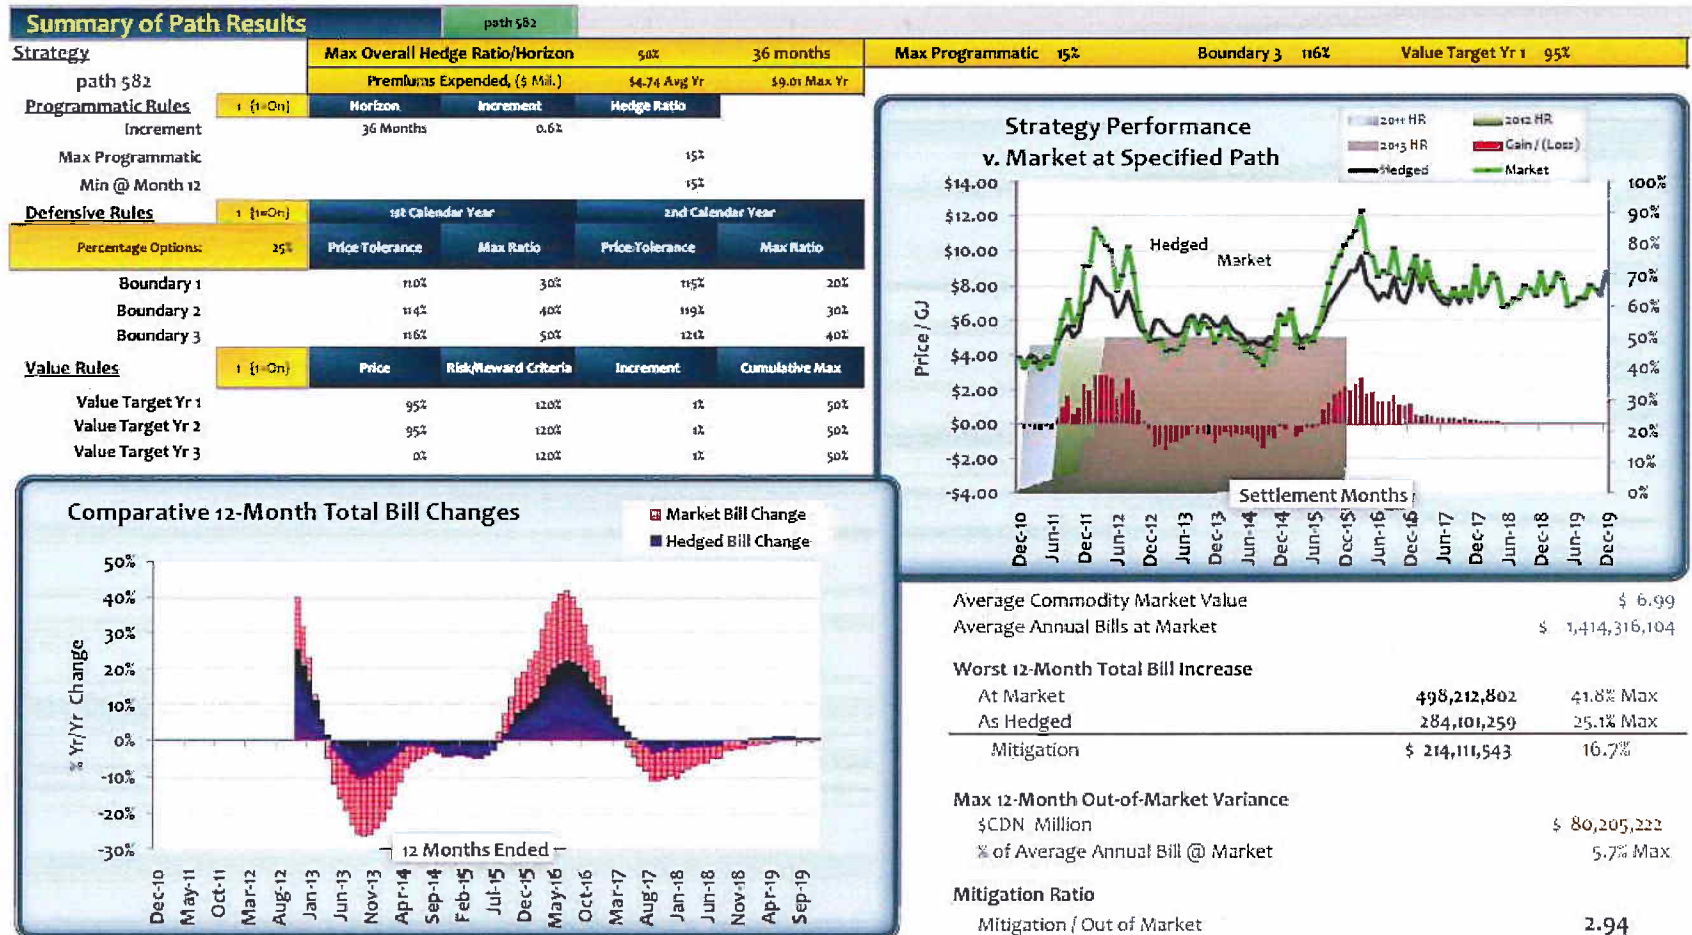 Summary of Path Results
path 582
Strategy
Max Overall Hedge Ratio/Horizon 50% 36 months
Max Programmatic 15% Boundary 3 116% Value Target Yr 1 95%
path 582
Premiums Expended, ($ Mil.) $4.74 Avg Yr $9.01 Max Yr
Programmatic Rules 1 {1=On} Horizon Increment Hedge Ratio
Increment 36 Months 0.6%
Max Programmatic 15%
Min @ Month 12 15%
Defensive Rules 1 {1=On} 1st Calendar Year 2nd Calendar Year
Percentage Options: 25% Price Tolerance Max Ratio Price Tolerance Max Ratio
Boundary 1 110% 30% 115% 20%
Boundary 2 114% 40% 119% 30%
Boundary 3 116% 50% 121% 40%
Value Rules 1 {1=On} Price Risk/Reward Criteria Increment Cumulative Max
Value Target Yr 1 95% 120% 1% 50%
Value Target Yr 2 95% 120% 1% 50%
Value Target Yr 3 0% 120% 1% 50%
Strategy Performance
v. Market at Specified Path
2011 HR 2012 HR
2013 HR Gain / (Loss)
Hedged Market
$14.00 100%
$12.00 90%
$10.00 80%
$8.00 70%
$6.00 60%
$4.00 50%
$2.00 40%
$0.00 30%
-$2.00 20%
-$4.00 10%
0%
Price / GJ
Hedged
Market
Settlement Months
Dec-10 Jun-11 Dec-11 Jun-12 Dec-12 Jun-13 Dec-13 Jun-14 Dec-14 Jun-15 Dec-15 Jun-16 Dec-16 Jun-17 Dec-17 Jun-18 Dec-18 Jun-19 Dec-19
Comparative 12-Month Total Bill Changes
Market Bill Change
Hedged Bill Change
50%
40%
30%
20%
10%
0%
-10%
-20%
-30%
% Yr/Yr Change
12 Months Ended
Dec-10 May-11 Oct-11 Mar-12 Aug-12 Jan-13 Jun-13 Nov-13 Apr-14 Sep-14 Feb-15 Jul-15 Dec-15 May-16 Oct-16 Mar-17 Aug-17 Jan-18 Jun-18 Nov-18 Apr-19 Sep-19
Average Commodity Market Value $ 6.99
Average Annual Bills at Market $ 1,414,316,104
Worst 12-Month Total Bill Increase
At Market 498,212,802 41.8% Max
As Hedged 284,101,259 25.1% Max
Mitigation $ 214,111,543 16.7%
Max 12-Month Out-of-Market Variance
$CDN Million $ 80,205,222
% of Average Annual Bill @ Market 5.7% Max
Mitigation Ratio
Mitigation / Out of Market 2.94